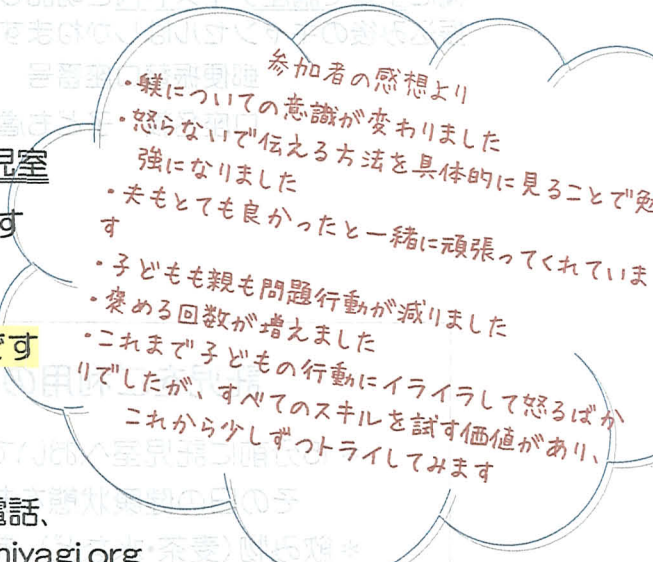 参加者の感想より
・躾についての意識が変わりました
・怒らないで伝える方法を具体的に見ることで勉
強になりました
・夫もとても良かったと一緒に頑張ってくれていま
す
・子どもも親も問題行動が減りました
・褒める回数が増えました
・これまで子どもの行動にイライラして怒るばか
りでしたが、すべてのスキルを試す価値があり、
これから少しずつトライしてみます
児室
す
です
電話、
miyagi.org